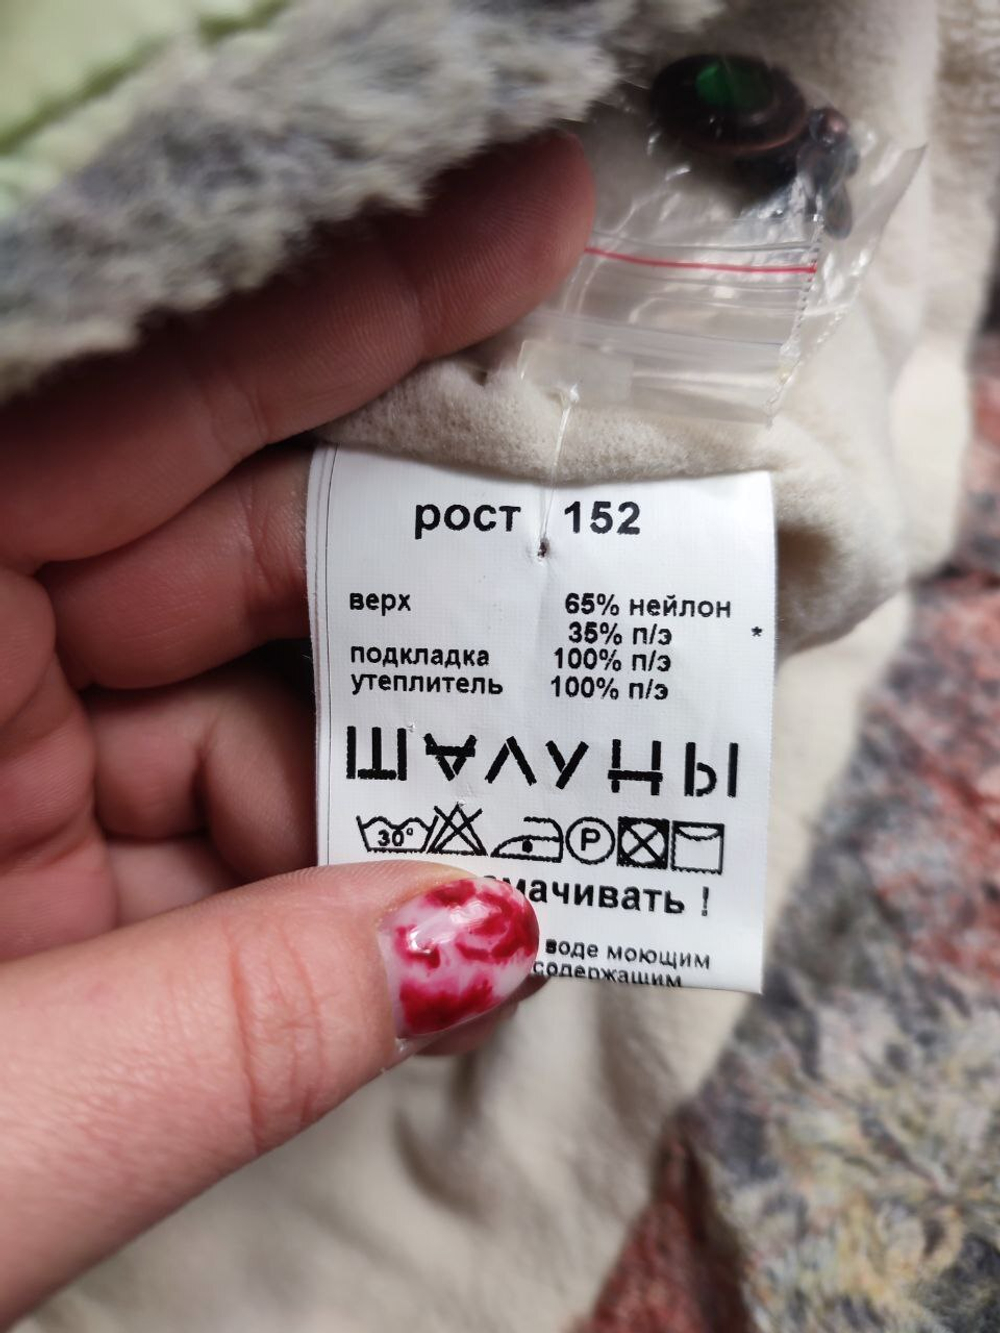 рост 152
верх 65% нейлон
35% п/э *
подкладка 100% п/э
утеплитель 100% п/э
ШАЛУНЫ
30° P
мачивать !
воде моющим
содержащим